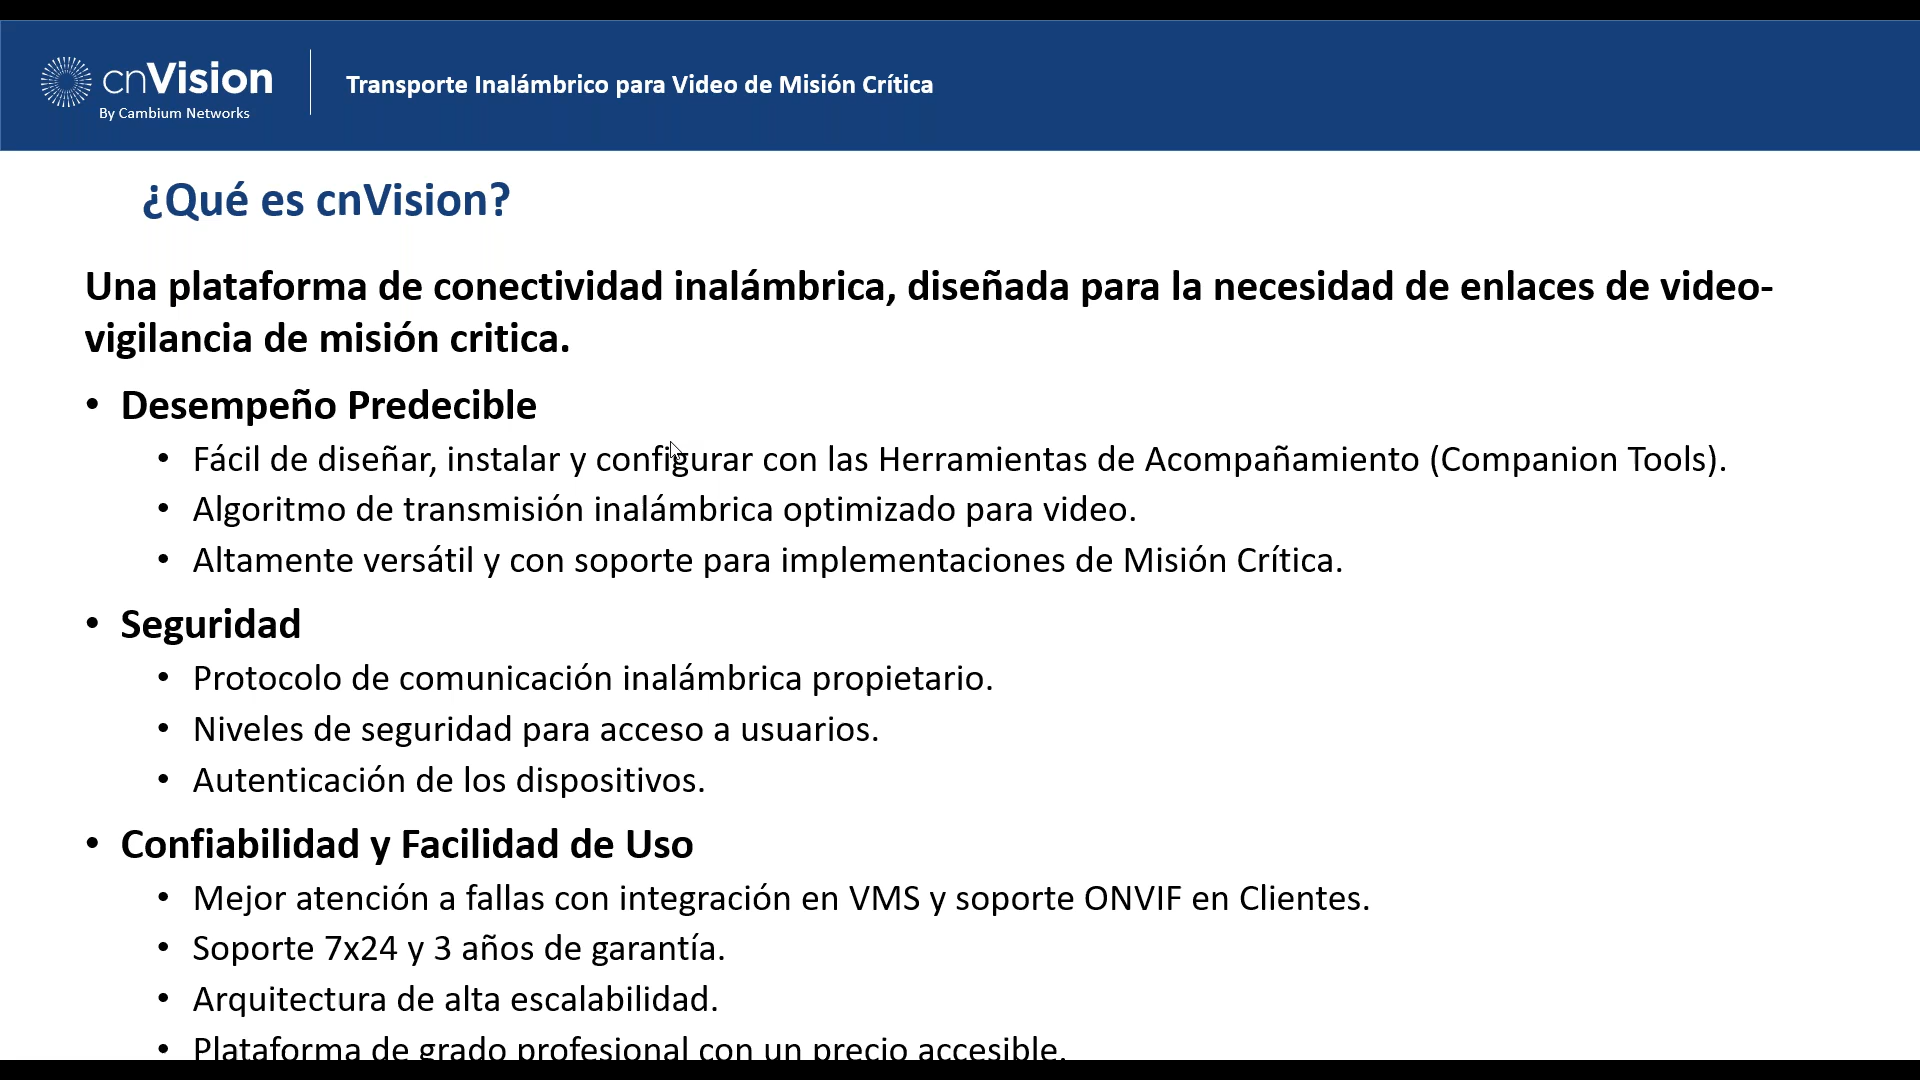 cnVision
By Cambium Networks
Transporte Inalámbrico para Video de Misión Crítica
¿Qué es cnVision?
Una plataforma de conectividad inalámbrica, diseñada para la necesidad de enlaces de video-
vigilancia de misión critica.
• Desempeño Predecible
• Fácil de diseñar, instalar y configurar con las Herramientas de Acompañamiento (Companion Tools).
• Algoritmo de transmisión inalámbrica optimizado para video.
• Altamente versátil y con soporte para implementaciones de Misión Crítica.
• Seguridad
• Protocolo de comunicación inalámbrica propietario.
• Niveles de seguridad para acceso a usuarios.
• Autenticación de los dispositivos.
• Confiabilidad y Facilidad de Uso
• Mejor atención a fallas con integración en VMS y soporte ONVIF en Clientes.
• Soporte 7x24 y 3 años de garantía.
• Arquitectura de alta escalabilidad.
• Plataforma de grado profesional con un precio accesible.